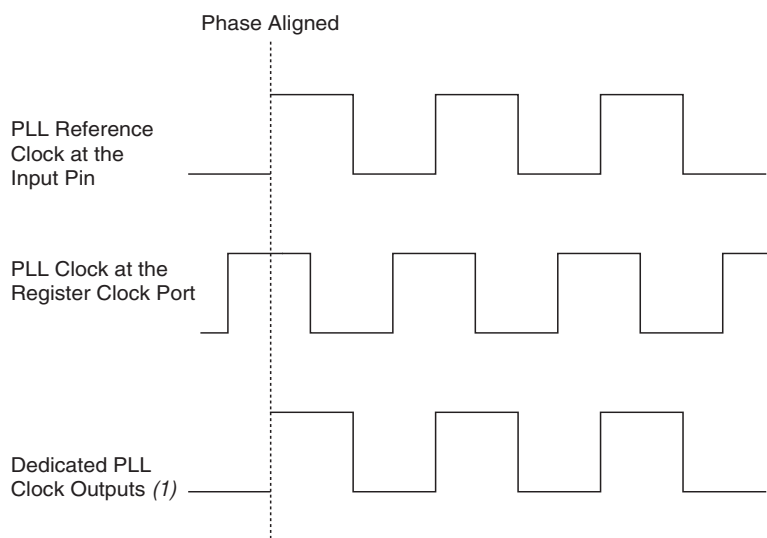 Phase Aligned
PLL Reference
Clock at the
Input Pin
PLL Clock at the
Register Clock Port
Dedicated PLL
Clock Outputs (1)